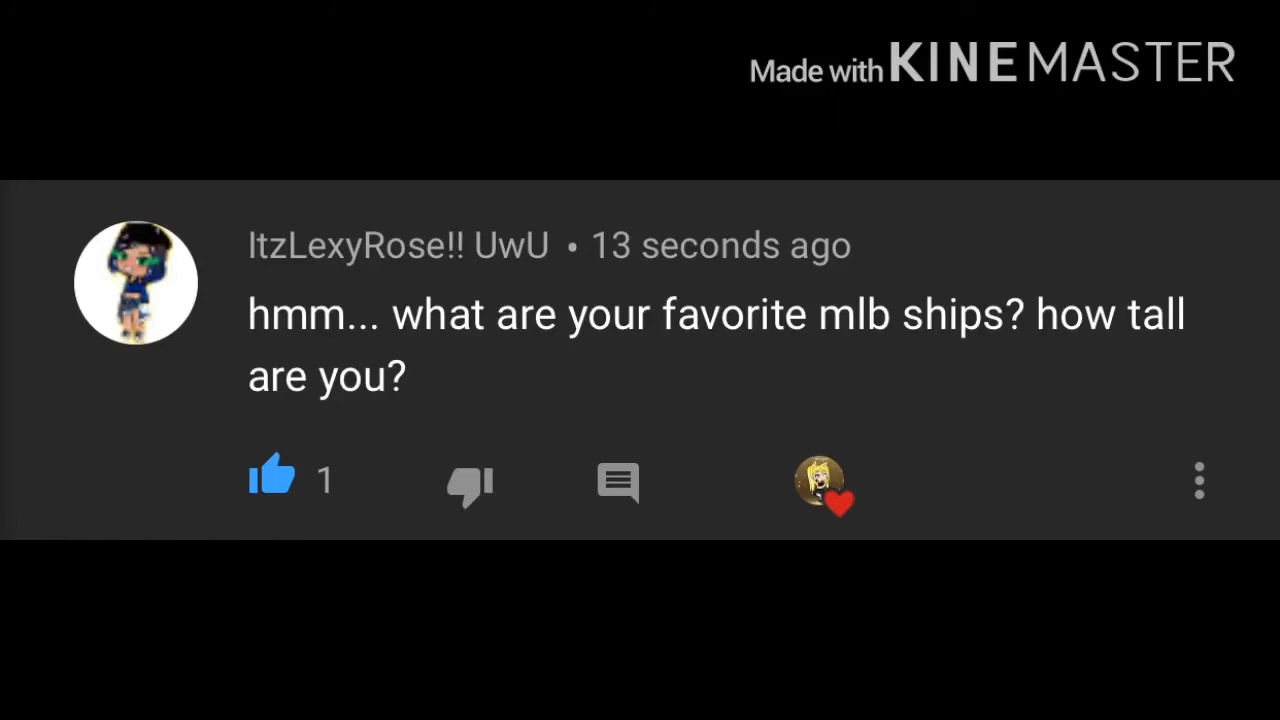 Made with KINEMASTER
ItzLexyRose!! UwU • 13 seconds ago
hmm... what are your favorite mlb ships? how tall
are you?
1